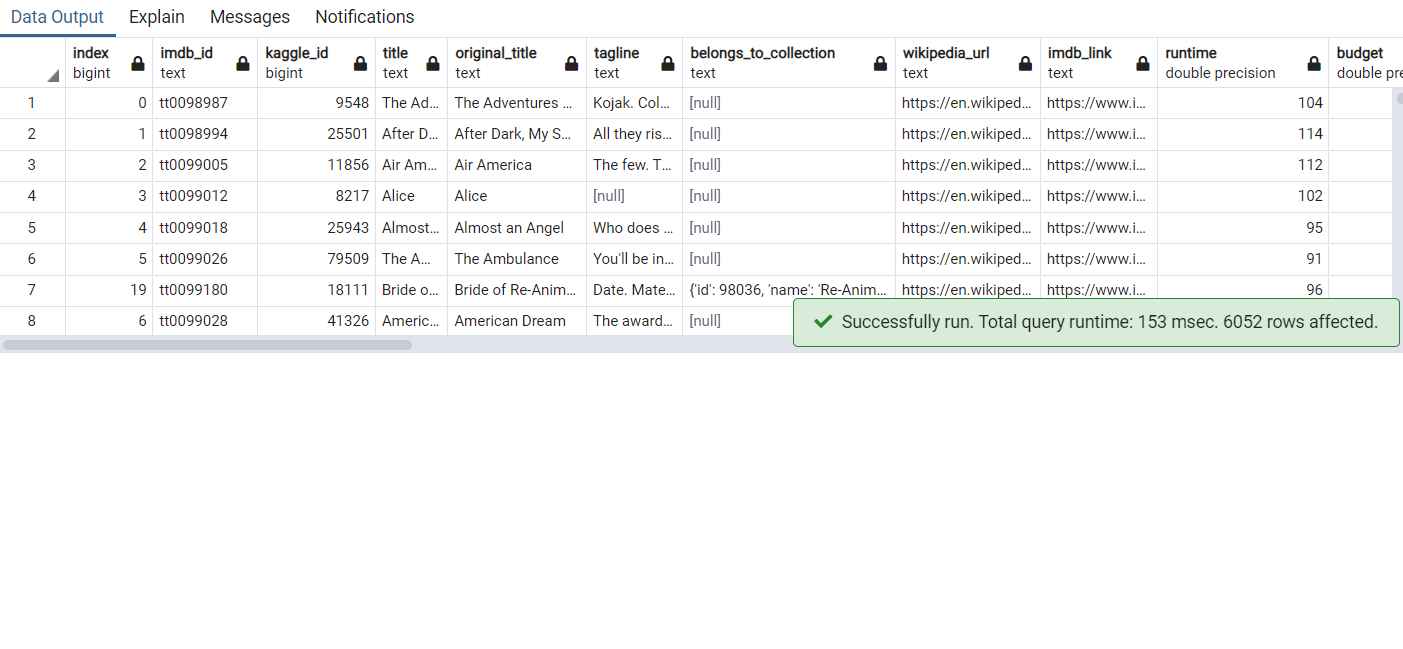 Data Output Explain Messages Notifications
index imdb_id kaggle_id title original_title tagline belongs_to_collection wikipedia_url imdb_link runtime budget
bigint text bigint text text text text text text double precision double pre
1 0 tt0098987 9548 The Ad... The Adventures ... Kojak. Col... [null] https://en.wikiped... https://www.i... 104
2 1 tt0098994 25501 After D... After Dark, My S... All they ris... [null] https://en.wikiped... https://www.i... 114
3 2 tt0099005 11856 Air Am... Air America The few. T... [null] https://en.wikiped... https://www.i... 112
4 3 tt0099012 8217 Alice Alice [null] [null] https://en.wikiped... https://www.i... 102
5 4 tt0099018 25943 Almost... Almost an Angel Who does ... [null] https://en.wikiped... https://www.i... 95
6 5 tt0099026 79509 The A... The Ambulance You'll be in... [null] https://en.wikiped... https://www.i... 91
7 19 tt0099180 18111 Bride o... Bride of Re-Anim... Date. Mate... {'id': 98036, 'name': 'Re-Anim... https://en.wikiped... https://www.i... 96
8 6 tt0099028 41326 Americ... American Dream The award... [null]
Successfully run. Total query runtime: 153 msec. 6052 rows affected.